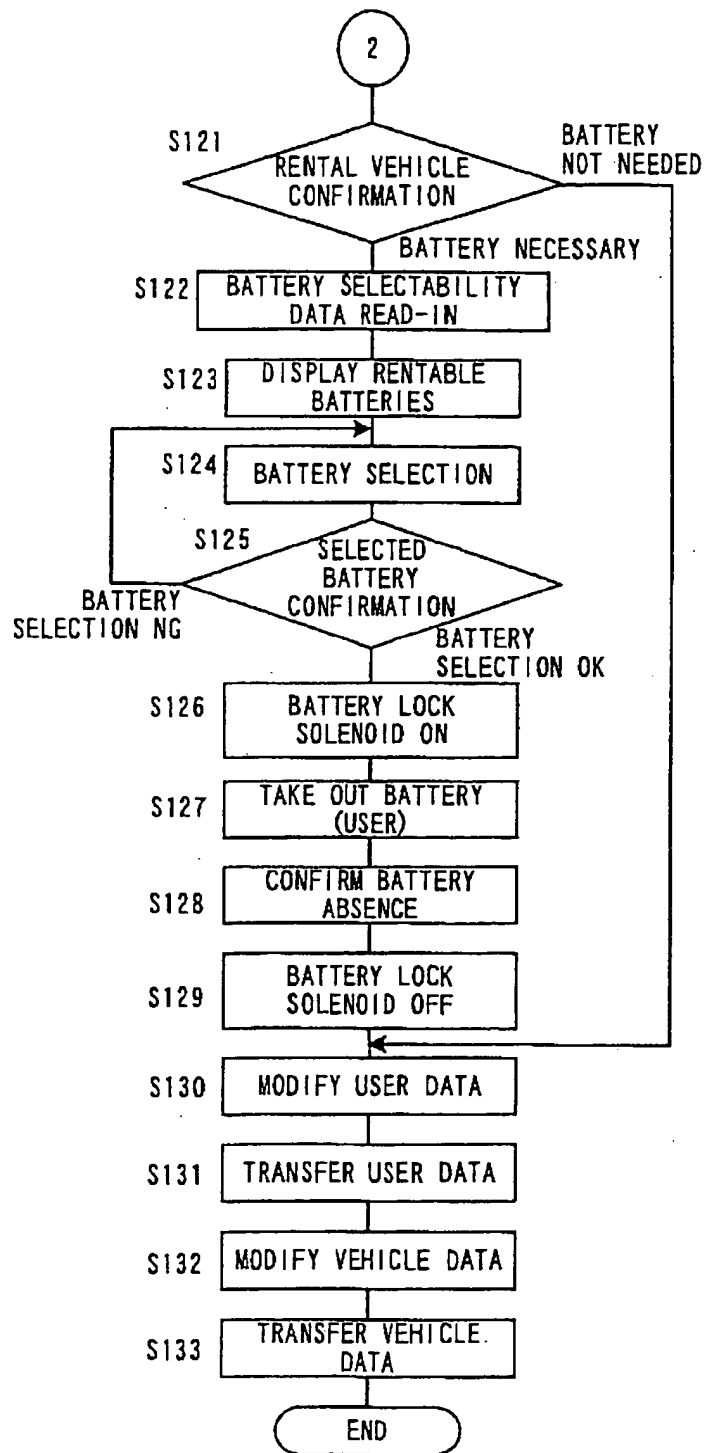 2
S121
RENTAL VEHICLE
CONFIRMATION
BATTERY
NOT NEEDED
BATTERY NECESSARY
S122
BATTERY SELECTABILITY
DATA READ-IN
S123
DISPLAY RENTABLE
BATTERIES
S124
BATTERY SELECTION
S125
SELECTED
BATTERY
CONFIRMATION
BATTERY
SELECTION NG
BATTERY
SELECTION OK
S126
BATTERY LOCK
SOLENOID ON
S127
TAKE OUT BATTERY
(USER)
S128
CONFIRM BATTERY
ABSENCE
S129
BATTERY LOCK
SOLENOID OFF
S130
MODIFY USER DATA
S131
TRANSFER USER DATA
S132
MODIFY VEHICLE DATA
S133
TRANSFER VEHICLE.
DATA
END